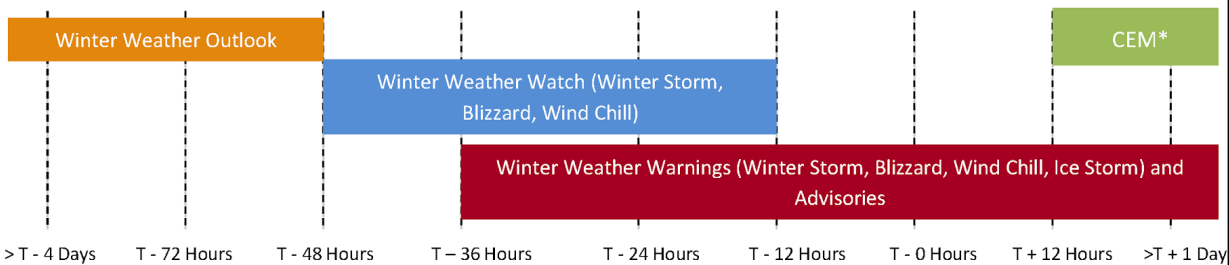 Winter Weather Outlook
CEM*
Winter Weather Watch (Winter Storm,
Blizzard, Wind Chill)
Winter Weather Warnings (Winter Storm, Blizzard, Wind Chill, Ice Storm) and
Advisories
> T - 4 Days T - 72 Hours T - 48 Hours T – 36 Hours T - 24 Hours T - 12 Hours T - 0 Hours T + 12 Hours >T + 1 Day